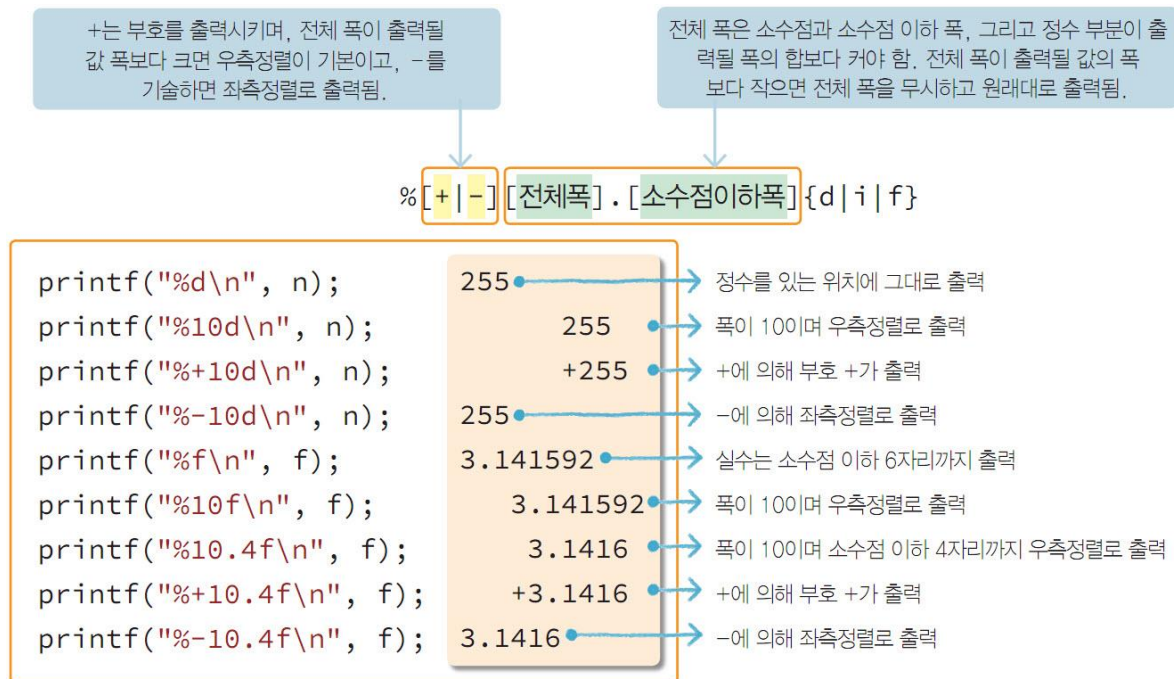 +는 부호를 출력시키며, 전체 폭이 출력될
값 폭보다 크면 우측정렬이 기본이고, -를
기술하면 좌측정렬로 출력됨.
전체 폭은 소수점과 소수점 이하 폭, 그리고 정수 부분이 출
력될 폭의 합보다 커야 함. 전체 폭이 출력될 값의 폭
보다 작으면 전체 폭을 무시하고 원래대로 출력됨.
%[+|-][전체폭].[소수점이하폭]{d|i|f}
printf("%d\n", n); 255 정수를 있는 위치에 그대로 출력
printf("%10d\n", n); 255 폭이 10이며 우측정렬로 출력
printf("%+10d\n", n); +255 +에 의해 부호 +가 출력
printf("%-10d\n", n); 255 -에 의해 좌측정렬로 출력
printf("%f\n", f); 3.141592 실수는 소수점 이하 6자리까지 출력
printf("%10f\n", f); 3.141592 폭이 10이며 우측정렬로 출력
printf("%10.4f\n", f); 3.1416 폭이 10이며 소수점 이하 4자리까지 우측정렬로 출력
printf("%+10.4f\n", f); +3.1416 +에 의해 부호 +가 출력
printf("%-10.4f\n", f); 3.1416 -에 의해 좌측정렬로 출력